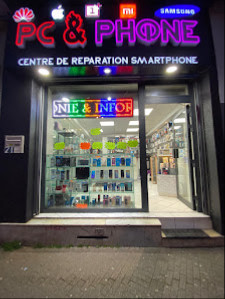 SAMSUNG
PC & PHONE
CENTRE DE REPARATION SMARTPHONE
NIE & INFOR